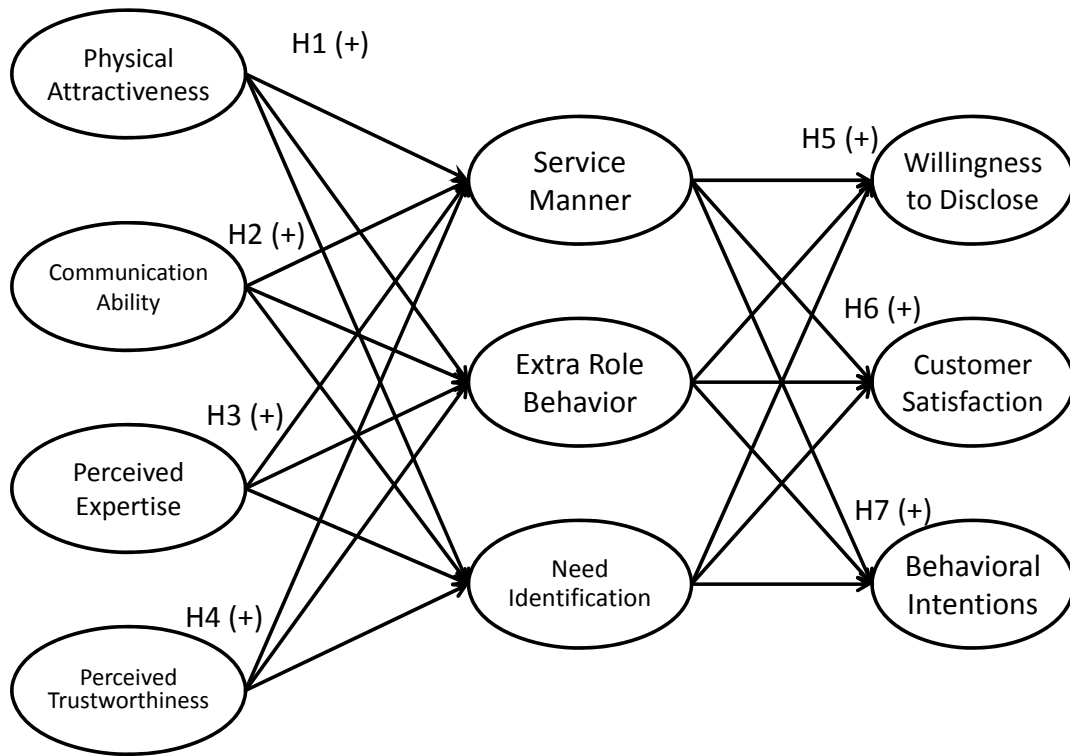 Physical
Attractiveness
H1 (+)
Service
Manner
H5 (+)
Willingness
to Disclose
Communication
Ability
H2 (+)
Extra Role
Behavior
H6 (+)
Customer
Satisfaction
Perceived
Expertise
H3 (+)
Need
Identification
H7 (+)
Behavioral
Intentions
H4 (+)
Perceived
Trustworthiness